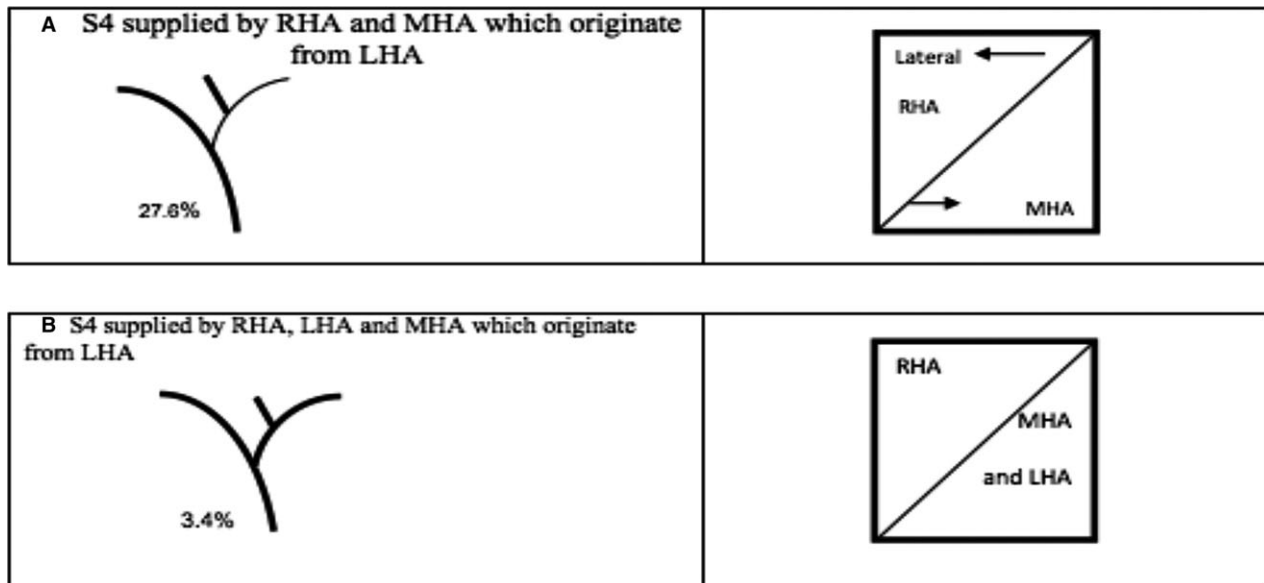 A S4 supplied by RHA and MHA which originate
from LHA
27.6%
Lateral
RHA
MHA
B S4 supplied by RHA, LHA and MHA which originate
from LHA
3.4%
RHA
MHA
and LHA